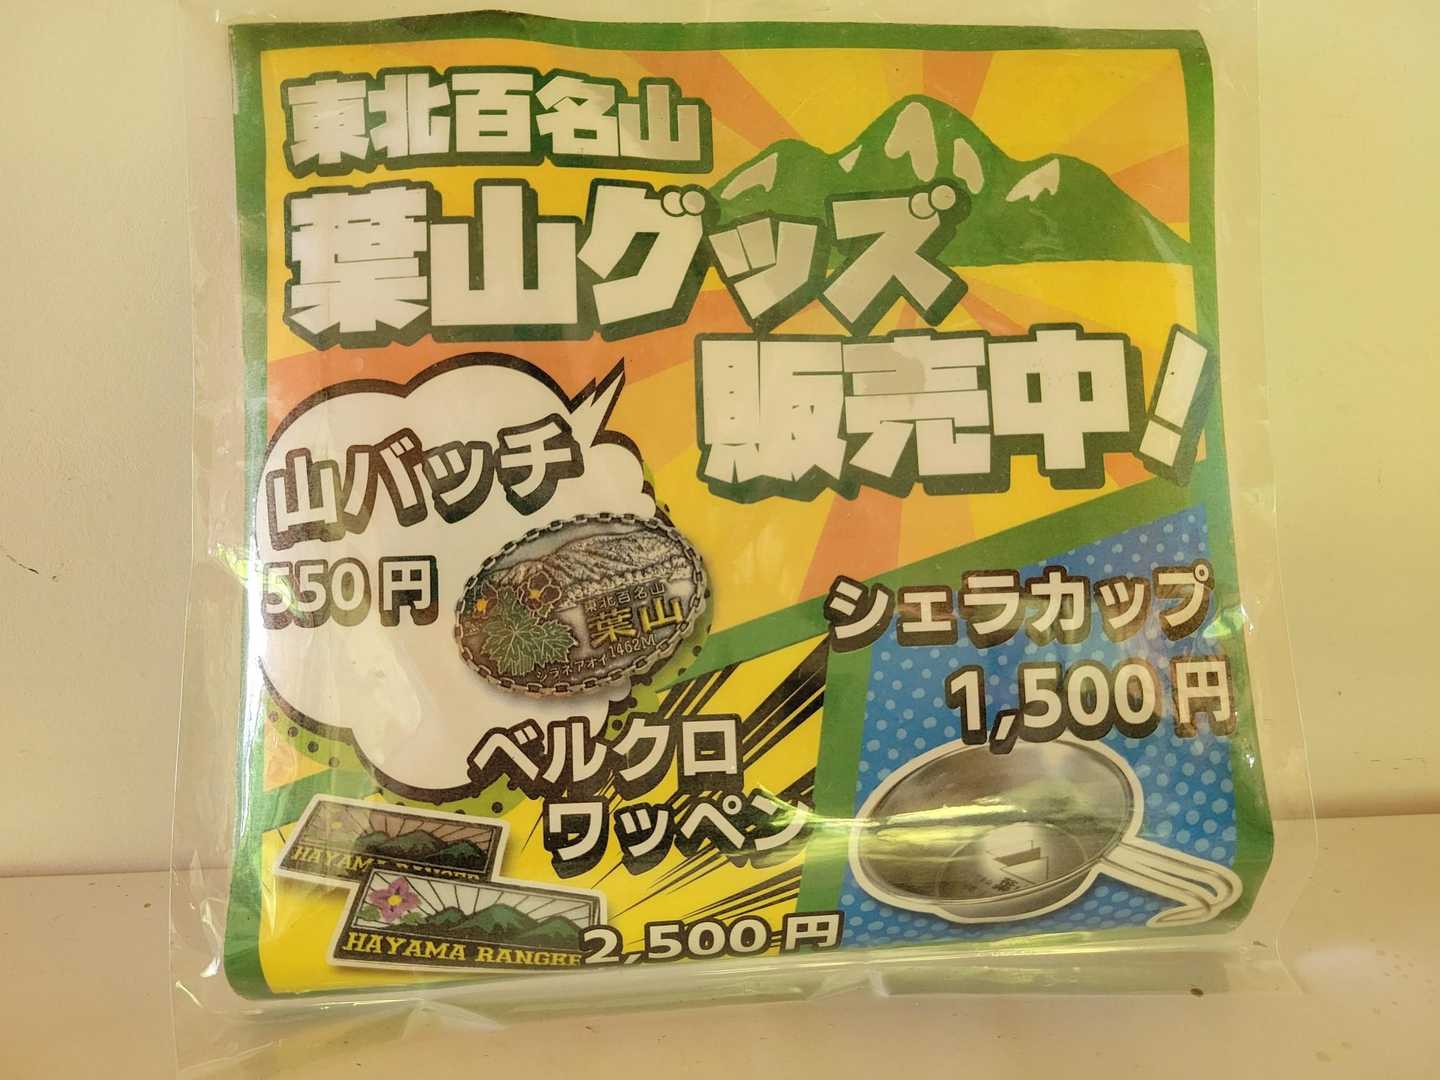 東北百名山
葉山グッズ
販売中!
山バッチ
550円
東北百名山
葉山
1462M
シラネアオイ
シェラカップ
1,500円
ベルクロ
ワッペン
2,500円
HAYAMA RANGER
HAYAMA